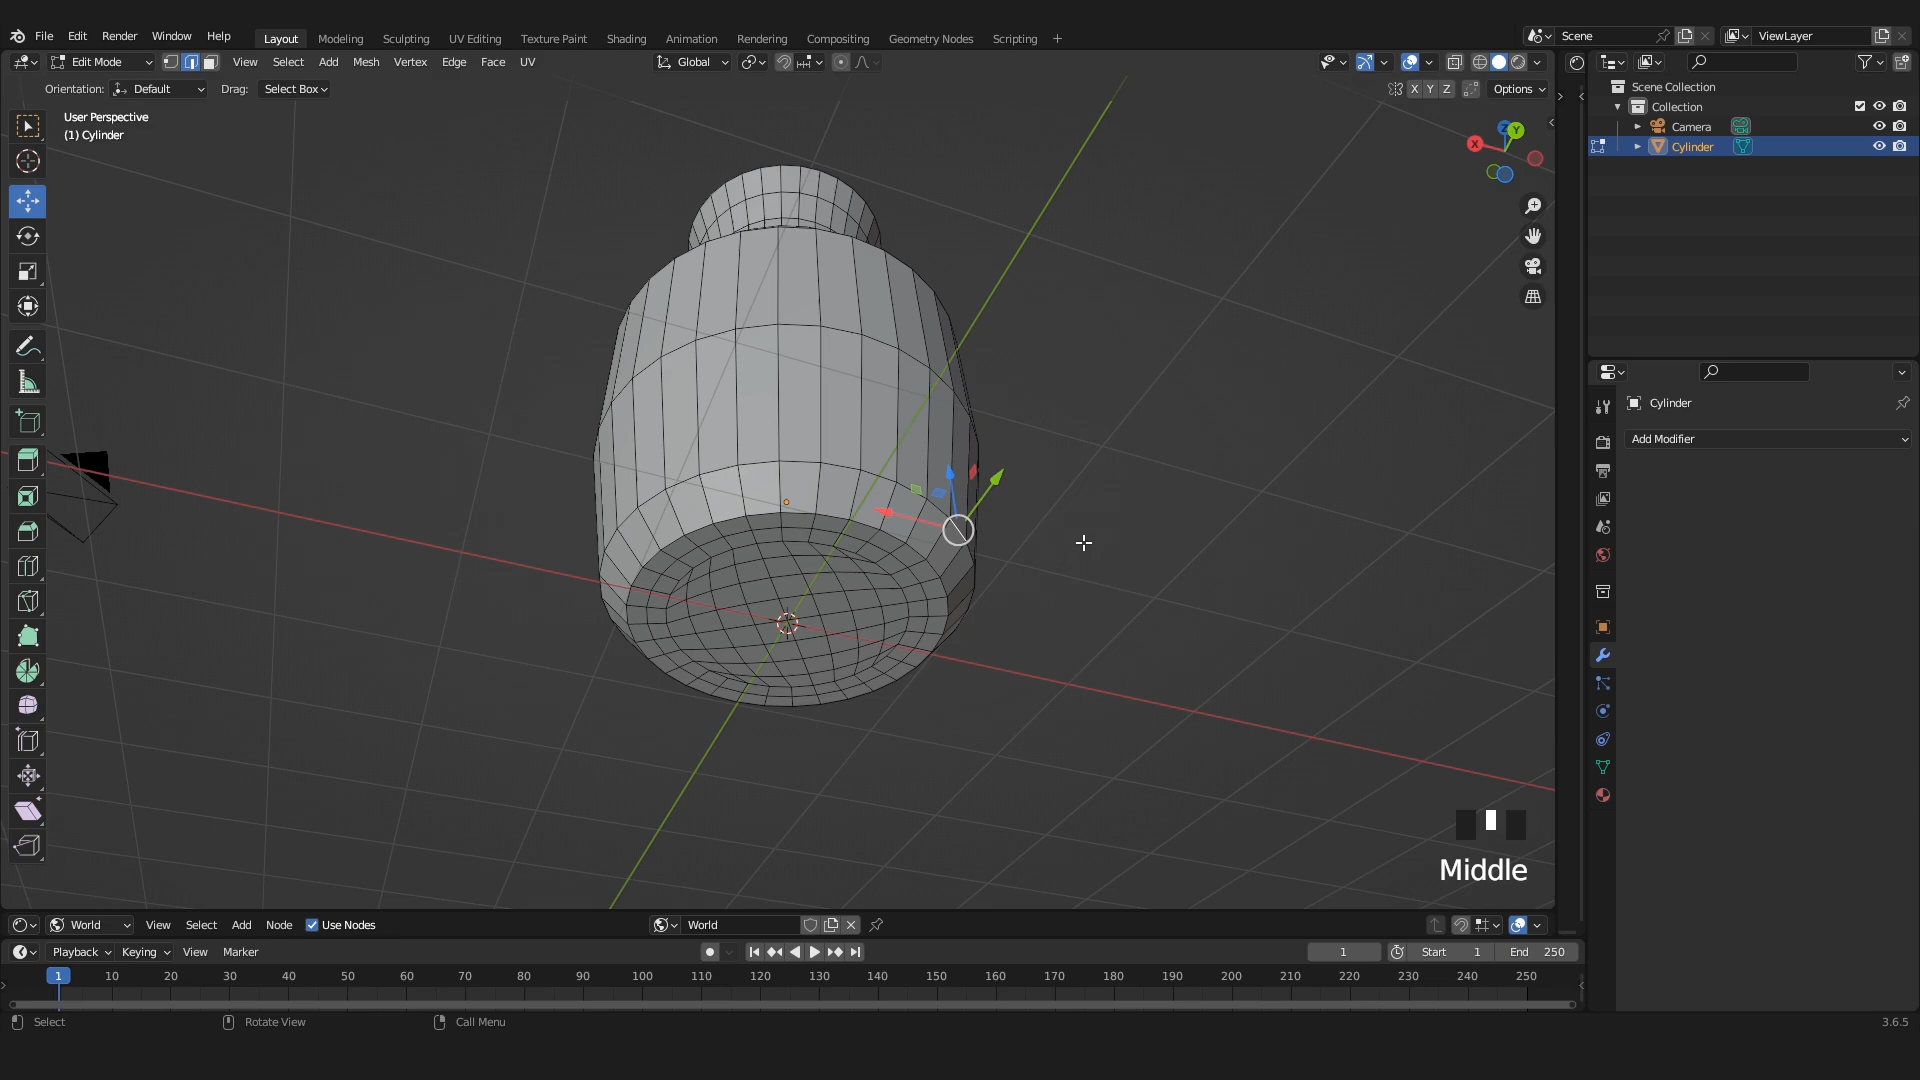 File Edit Render Window Help Layout Modeling Sculpting UV Editing Texture Paint Shading Animation Rendering Compositing Geometry Nodes Scripting + Scene ViewLayer
Edit Mode View Select Add Mesh Vertex Edge Face UV Global
Orientation: Default Drag: Select Box X Y Z Options
Scene Collection
Collection
Camera
Cylinder
User Perspective
(1) Cylinder
X Y Z
Cylinder
Add Modifier
Middle
World View Select Add Node Use Nodes World
Playback Keying View Marker 1 Start 1 End 250
1 10 20 30 40 50 60 70 80 90 100 110 120 130 140 150 160 170 180 190 200 210 220 230 240 250
Select Rotate View Call Menu 3.6.5